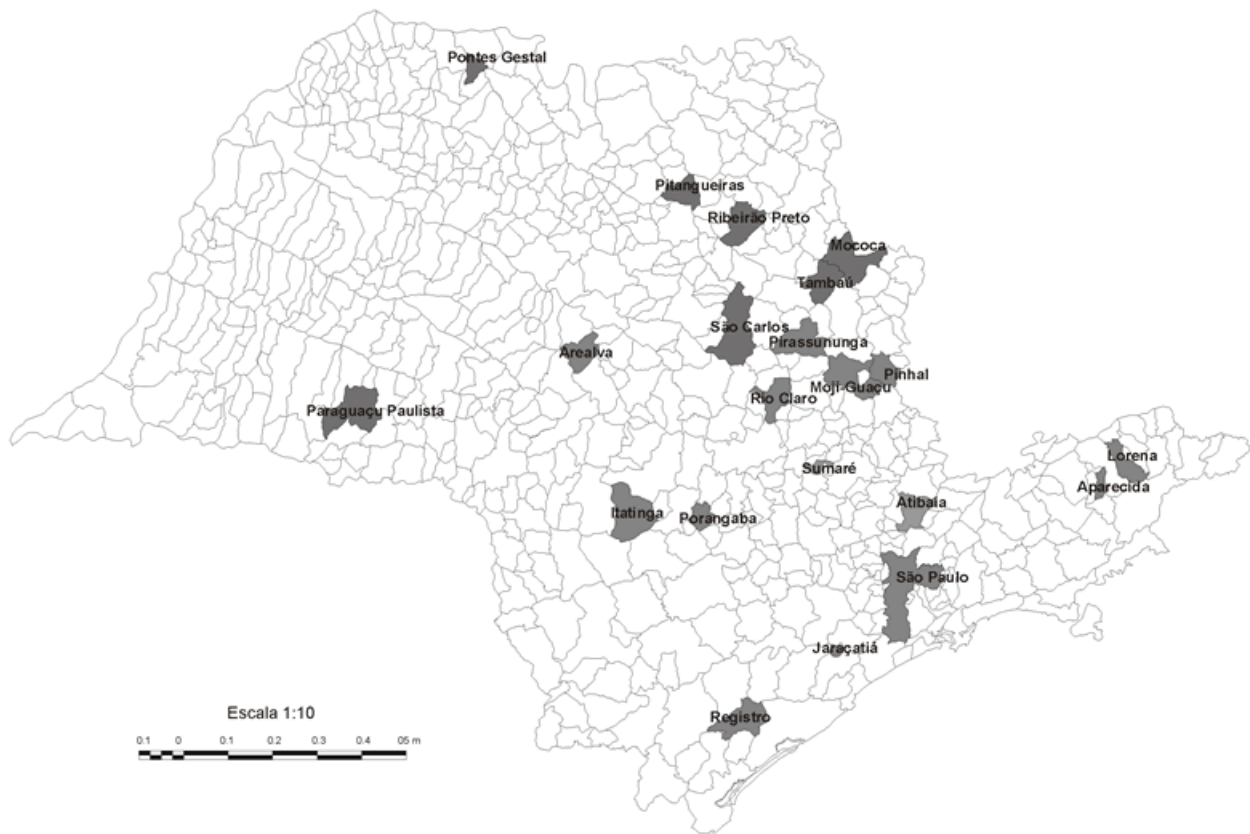 Pontes Gestal
Pitangueiras
Ribeirão Preto
Mococa
Tambaú
São Carlos
Pirassununga
Arealva
Pinhal
Moji-Guaçu
Rio Claro
Paraguaçu Paulista
Lorena
Sumaré
Aparecida
Atibaia
Itatinga
Porangaba
São Paulo
Jaraçatiá
Registro
Escala 1:10
0.1 0 0.1 0.2 0.3 0.4 05 m